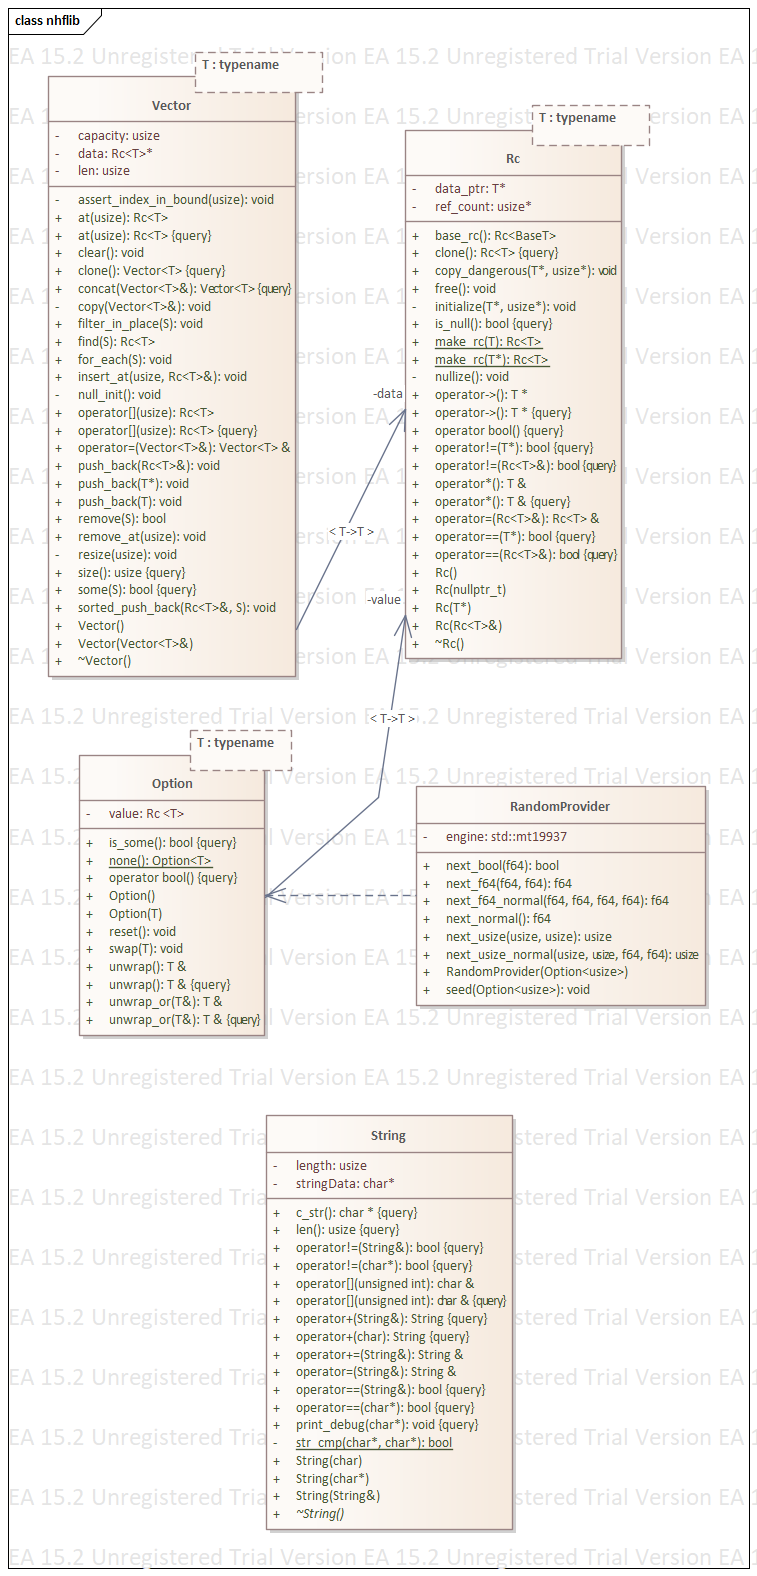 class nhflib
T : typename
Vector
- capacity: usize
- data: Rc<T>*
- len: usize
- assert_index_in_bound(usize): void
+ at(usize): Rc<T>
+ at(usize): Rc<T> {query}
+ clear(): void
+ clone(): Vector<T> {query}
+ concat(Vector<T>&): Vector<T> {query}
- copy(Vector<T>&): void
+ filter_in_place(S): void
+ find(S): Rc<T>
+ for_each(S): void
+ insert_at(usize, Rc<T>&): void
- null_init(): void
+ operator[](usize): Rc<T>
+ operator[](usize): Rc<T> {query}
+ operator=(Vector<T>&): Vector<T> &
+ push_back(Rc<T>&): void
+ push_back(T*): void
+ push_back(T): void
+ remove(S): bool
+ remove_at(usize): void
- resize(usize): void
+ size(): usize {query}
+ some(S): bool {query}
+ sorted_push_back(Rc<T>&, S): void
+ Vector()
+ Vector(Vector<T>&)
+ ~Vector()
T : typename
Rc
- data_ptr: T*
- ref_count: usize*
+ base_rc(): Rc<BaseT>
+ clone(): Rc<T> {query}
+ copy_dangerous(T*, usize*): void
+ free(): void
- initialize(T*, usize*): void
+ is_null(): bool {query}
+ make_rc(T): Rc<T>
+ make_rc(T*): Rc<T>
- nullize(): void
+ operator->(): T *
+ operator->(): T * {query}
+ operator bool() {query}
+ operator!=(T*): bool {query}
+ operator!=(Rc<T>&): bool {query}
+ operator*(): T &
+ operator*(): T & {query}
+ operator=(Rc<T>&): Rc<T> &
+ operator==(T*): bool {query}
+ operator==(Rc<T>&): bool {query}
+ Rc()
+ Rc(nullptr_t)
+ Rc(T*)
+ Rc(Rc<T>&)
+ ~Rc()
-data
< T->T >
-value
< T->T >
T : typename
Option
- value: Rc <T>
+ is_some(): bool {query}
+ none(): Option<T>
+ operator bool() {query}
+ Option()
+ Option(T)
+ reset(): void
+ swap(T): void
+ unwrap(): T &
+ unwrap(): T & {query}
+ unwrap_or(T&): T &
+ unwrap_or(T&): T & {query}
RandomProvider
- engine: std::mt19937
+ next_bool(f64): bool
+ next_f64(f64, f64): f64
+ next_f64_normal(f64, f64, f64, f64): f64
+ next_normal(): f64
+ next_usize(usize, usize): usize
+ next_usize_normal(usize, usize, f64, f64): usize
+ RandomProvider(Option<usize>)
+ seed(Option<usize>): void
String
- length: usize
- stringData: char*
+ c_str(): char * {query}
+ len(): usize {query}
+ operator!=(String&): bool {query}
+ operator!=(char*): bool {query}
+ operator[](unsigned int): char &
+ operator[](unsigned int): char & {query}
+ operator+(String&): String {query}
+ operator+(char): String {query}
+ operator+=(String&): String &
+ operator=(String&): String &
+ operator==(String&): bool {query}
+ operator==(char*): bool {query}
+ print_debug(char*): void {query}
- str_cmp(char*, char*): bool
+ String(char)
+ String(char*)
+ String(String&)
+ ~String()
EA 15.2 Unregistered Trial Version EA 15.2 Unregistered Trial Version